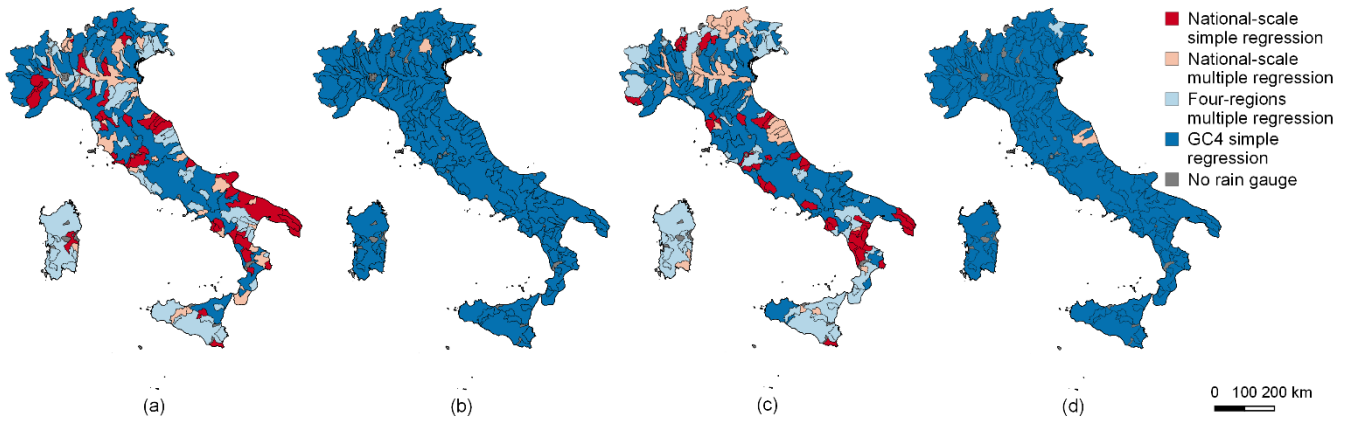 National-scale
simple regression
National-scale
multiple regression
Four-regions
multiple regression
GC4 simple
regression
No rain gauge
0 100 200 km
(a)
(b)
(c)
(d)